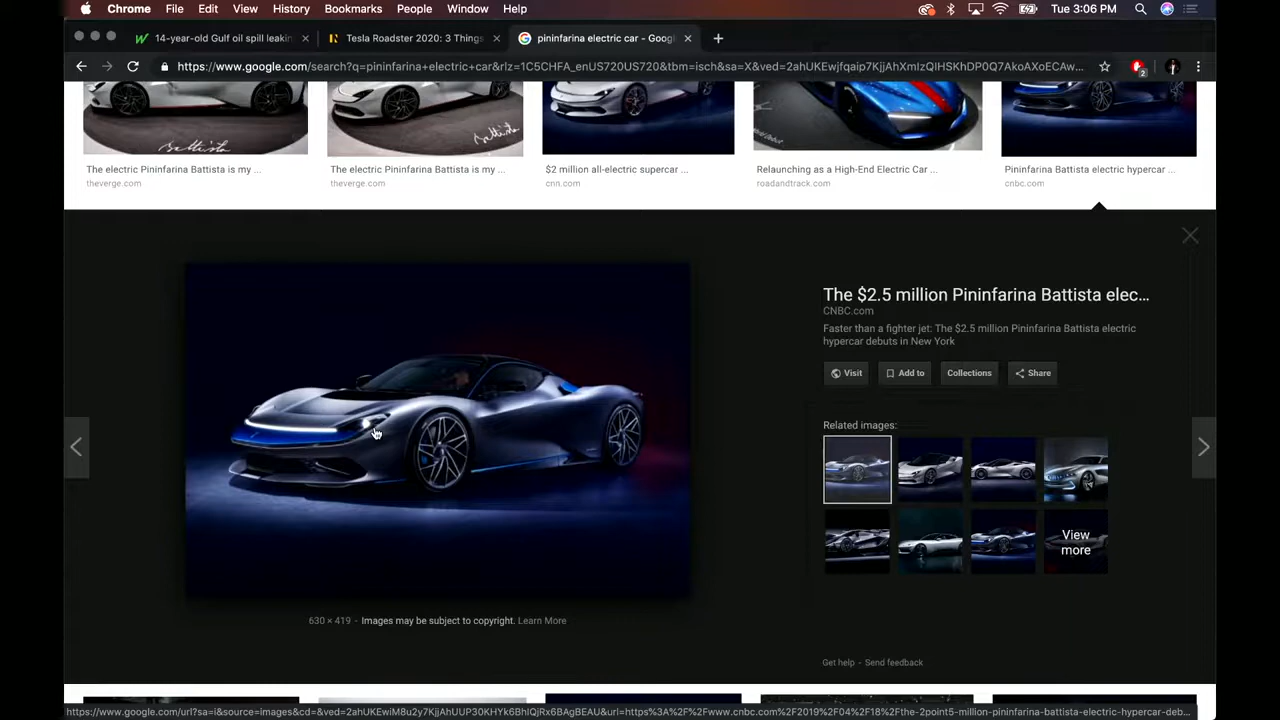 Chrome File Edit View History Bookmarks People Window Help Tue 3:06 PM
14-year-old Gulf oil spill leakin
Tesla Roadster 2020: 3 Things
pininfarina electric car - Googl
https://www.google.com/search?q=pininfarina+electric+car&rlz=1C5CHFA_enUS720US720&tbm=isch&sa=X&ved=2ahUKEwjfqaip7KjjAhXmIzQIHSKhDP0Q7AkoAXoECAw...
2
Battista
Battista
The electric Pininfarina Battista is my ...
theverge.com
The electric Pininfarina Battista is my ...
theverge.com
$2 million all-electric supercar ...
cnn.com
Relaunching as a High-End Electric Car ...
roadandtrack.com
Pininfarina Battista electric hypercar ...
cnbc.com
The $2.5 million Pininfarina Battista elec...
CNBC.com
Faster than a fighter jet: The $2.5 million Pininfarina Battista electric
hypercar debuts in New York
Visit Add to Collections Share
Related images:
View
more
630 × 419 - Images may be subject to copyright. Learn More
Get help - Send feedback
https://www.google.com/url?sa=i&source=images&cd=&ved=2ahUKEwiM8u2y7KjjAhUUP30KHYk6BhIQjRx6BAgBEAU&url=https%3A%2F%2Fwww.cnbc.com%2F2019%2F04%2F18%2Fthe-2point5-million-pininfarina-battista-electric-hypercar-deb...